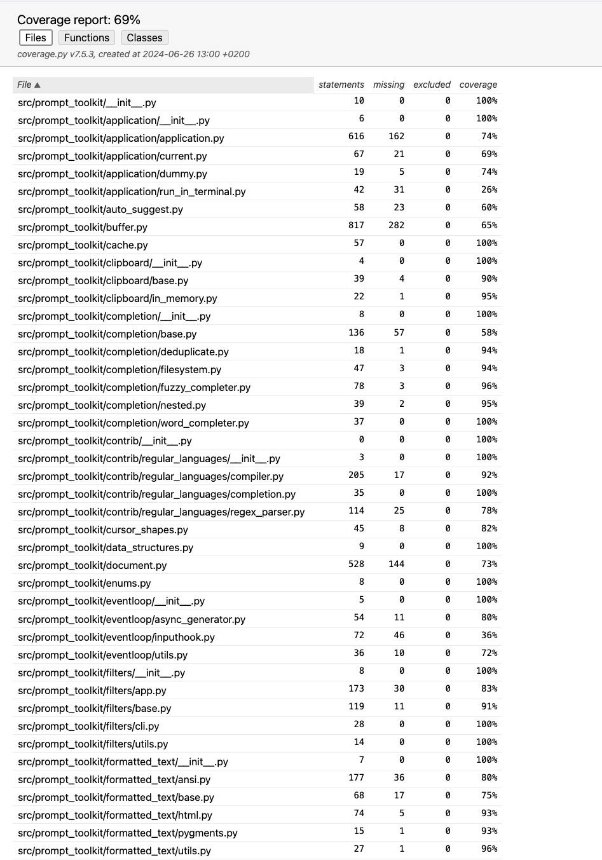 Coverage report: 69%
Files Functions Classes
coverage.py v7.5.3, created at 2024-06-26 13:00 +0200
File ▲ statements missing excluded coverage
src/prompt_toolkit/__init__.py 10 0 0 100%
src/prompt_toolkit/application/__init__.py 6 0 0 100%
src/prompt_toolkit/application/application.py 616 162 0 74%
src/prompt_toolkit/application/current.py 67 21 0 69%
src/prompt_toolkit/application/dummy.py 19 5 0 74%
src/prompt_toolkit/application/run_in_terminal.py 42 31 0 26%
src/prompt_toolkit/auto_suggest.py 58 23 0 60%
src/prompt_toolkit/buffer.py 817 282 0 65%
src/prompt_toolkit/cache.py 57 0 0 100%
src/prompt_toolkit/clipboard/__init__.py 4 0 0 100%
src/prompt_toolkit/clipboard/base.py 39 4 0 90%
src/prompt_toolkit/clipboard/in_memory.py 22 1 0 95%
src/prompt_toolkit/completion/__init__.py 8 0 0 100%
src/prompt_toolkit/completion/base.py 136 57 0 58%
src/prompt_toolkit/completion/deduplicate.py 18 1 0 94%
src/prompt_toolkit/completion/filesystem.py 47 3 0 94%
src/prompt_toolkit/completion/fuzzy_completer.py 78 3 0 96%
src/prompt_toolkit/completion/nested.py 39 2 0 95%
src/prompt_toolkit/completion/word_completer.py 37 0 0 100%
src/prompt_toolkit/contrib/__init__.py 0 0 0 100%
src/prompt_toolkit/contrib/regular_languages/__init__.py 3 0 0 100%
src/prompt_toolkit/contrib/regular_languages/compiler.py 205 17 0 92%
src/prompt_toolkit/contrib/regular_languages/completion.py 35 0 0 100%
src/prompt_toolkit/contrib/regular_languages/regex_parser.py 114 25 0 78%
src/prompt_toolkit/cursor_shapes.py 45 8 0 82%
src/prompt_toolkit/data_structures.py 9 0 0 100%
src/prompt_toolkit/document.py 528 144 0 73%
src/prompt_toolkit/enums.py 8 0 0 100%
src/prompt_toolkit/eventloop/__init__.py 5 0 0 100%
src/prompt_toolkit/eventloop/async_generator.py 54 11 0 80%
src/prompt_toolkit/eventloop/inputhook.py 72 46 0 36%
src/prompt_toolkit/eventloop/utils.py 36 10 0 72%
src/prompt_toolkit/filters/__init__.py 8 0 0 100%
src/prompt_toolkit/filters/app.py 173 30 0 83%
src/prompt_toolkit/filters/base.py 119 11 0 91%
src/prompt_toolkit/filters/cli.py 28 0 0 100%
src/prompt_toolkit/filters/utils.py 14 0 0 100%
src/prompt_toolkit/formatted_text/__init__.py 7 0 0 100%
src/prompt_toolkit/formatted_text/ansi.py 177 36 0 80%
src/prompt_toolkit/formatted_text/base.py 68 17 0 75%
src/prompt_toolkit/formatted_text/html.py 74 5 0 93%
src/prompt_toolkit/formatted_text/pygments.py 15 1 0 93%
src/prompt_toolkit/formatted_text/utils.py 27 1 0 96%